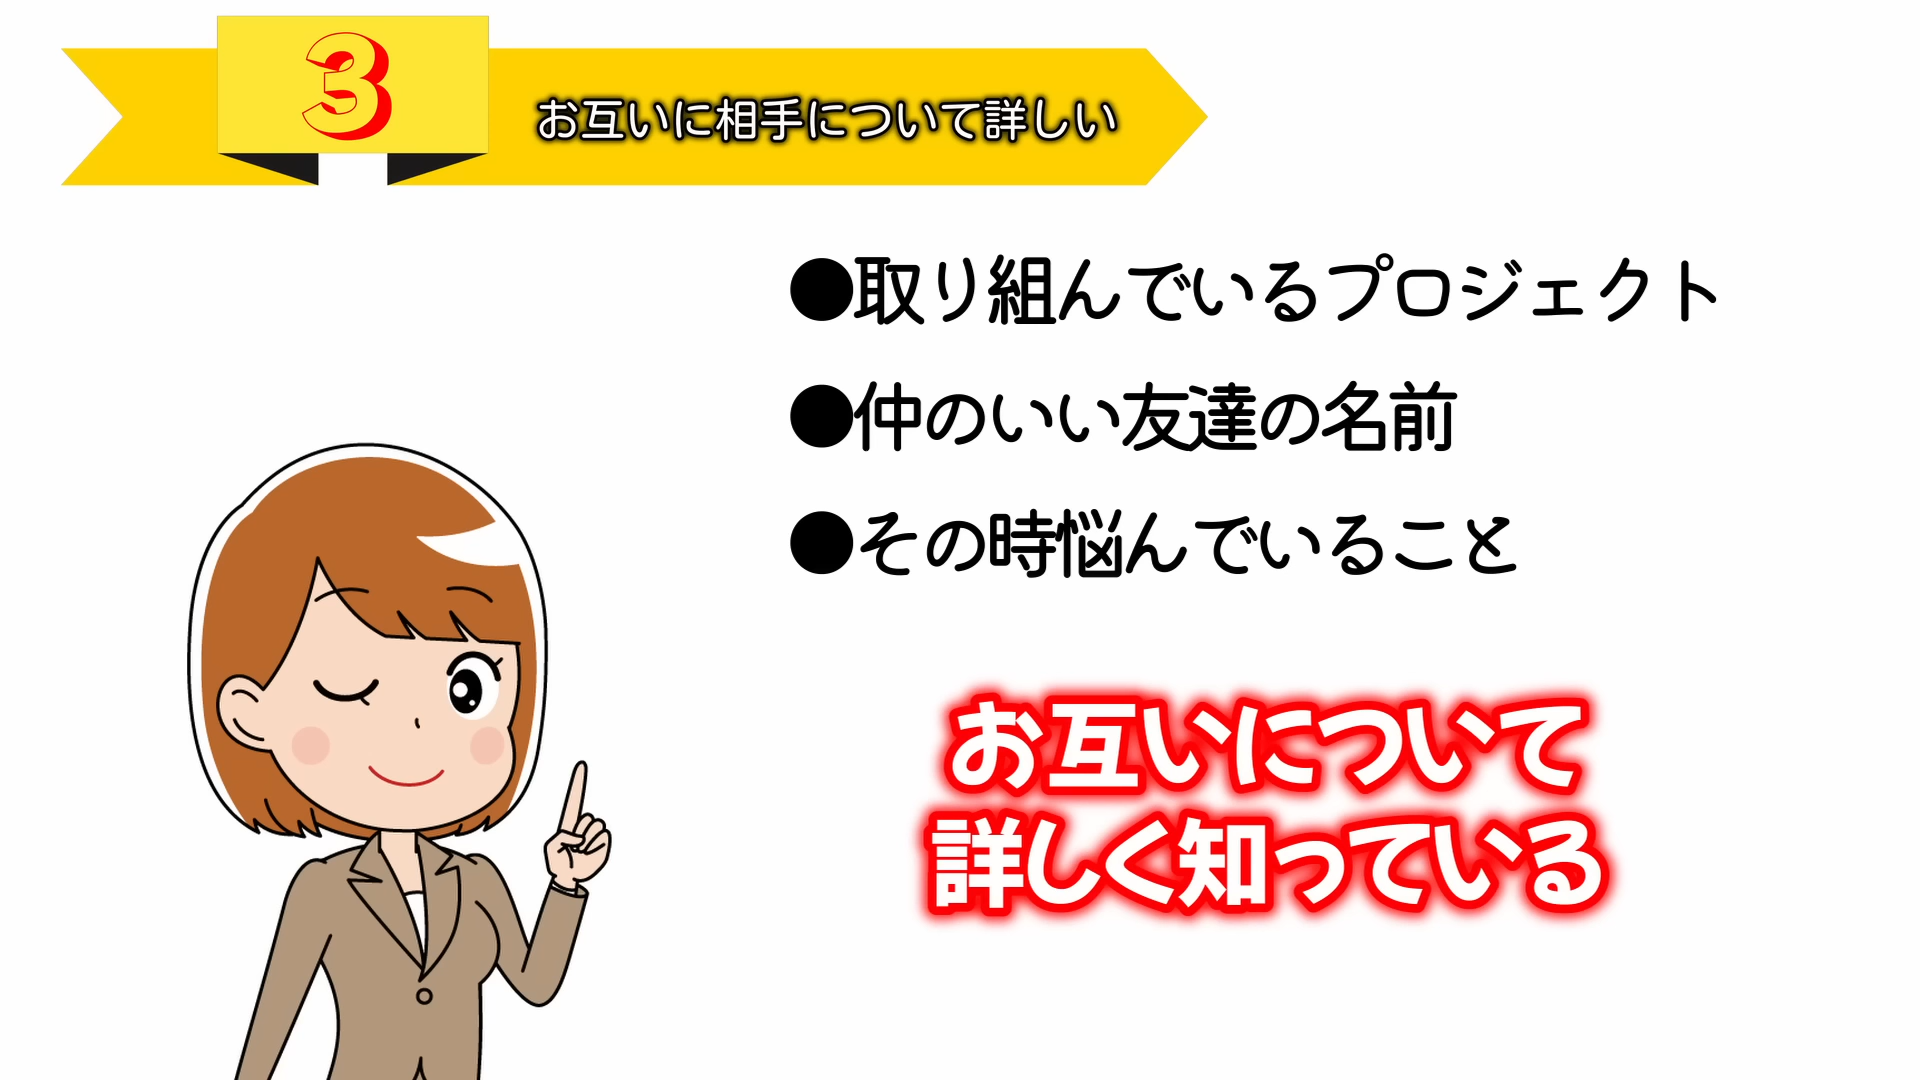 3
お互いに相手について詳しい
●取り組んでいるプロジェクト
●仲のいい友達の名前
●その時悩んでいること
お互いについて
詳しく知っている